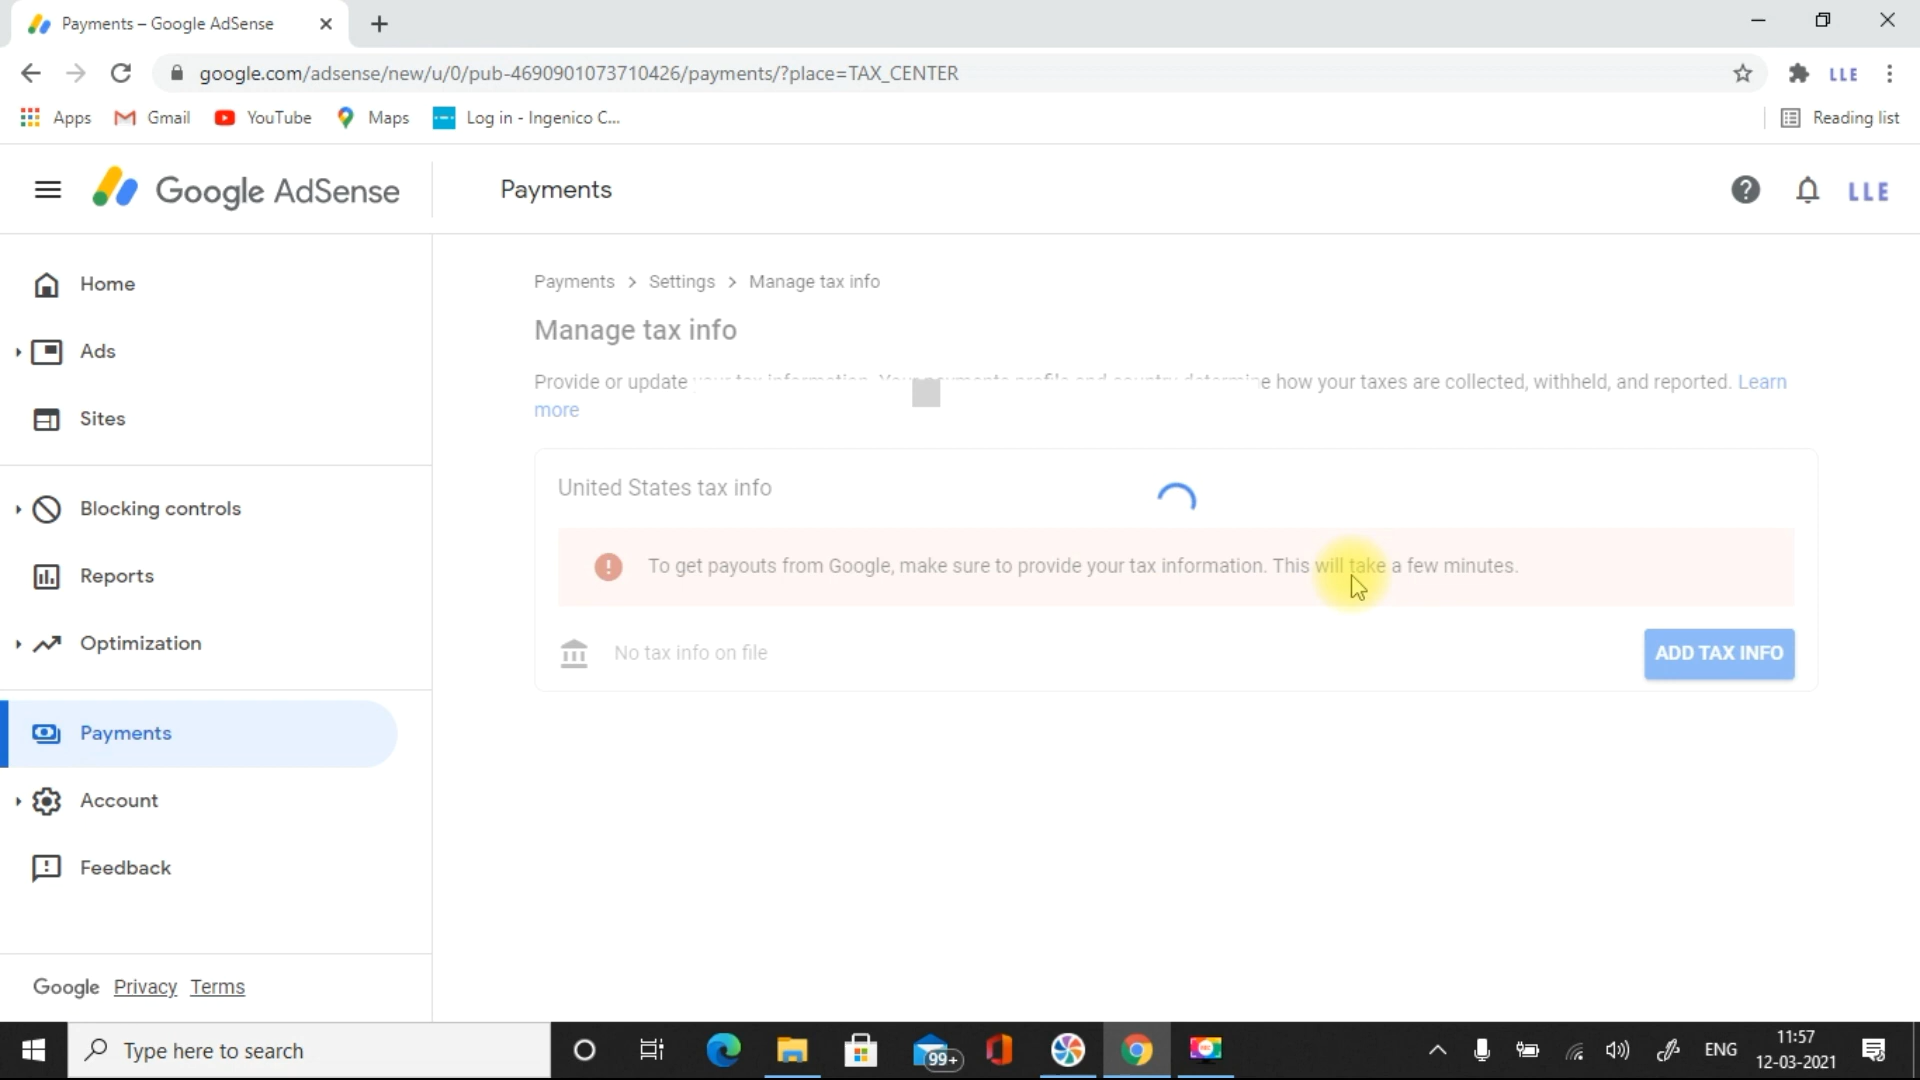 Payments – Google AdSense
google.com/adsense/new/u/0/pub-4690901073710426/payments/?place=TAX_CENTER
Apps Gmail YouTube Maps Log in - Ingenico C... Reading list
LLE
Google AdSense Payments LLE
Home
Ads
Sites
Blocking controls
Reports
Optimization
Payments
Account
Feedback
Google Privacy Terms
Payments > Settings > Manage tax info
Manage tax info
Provide or update how your taxes are collected, withheld, and reported. Learn
more
United States tax info
To get payouts from Google, make sure to provide your tax information. This will take a few minutes.
No tax info on file ADD TAX INFO
Type here to search
99+
ENG
11:57
12-03-2021